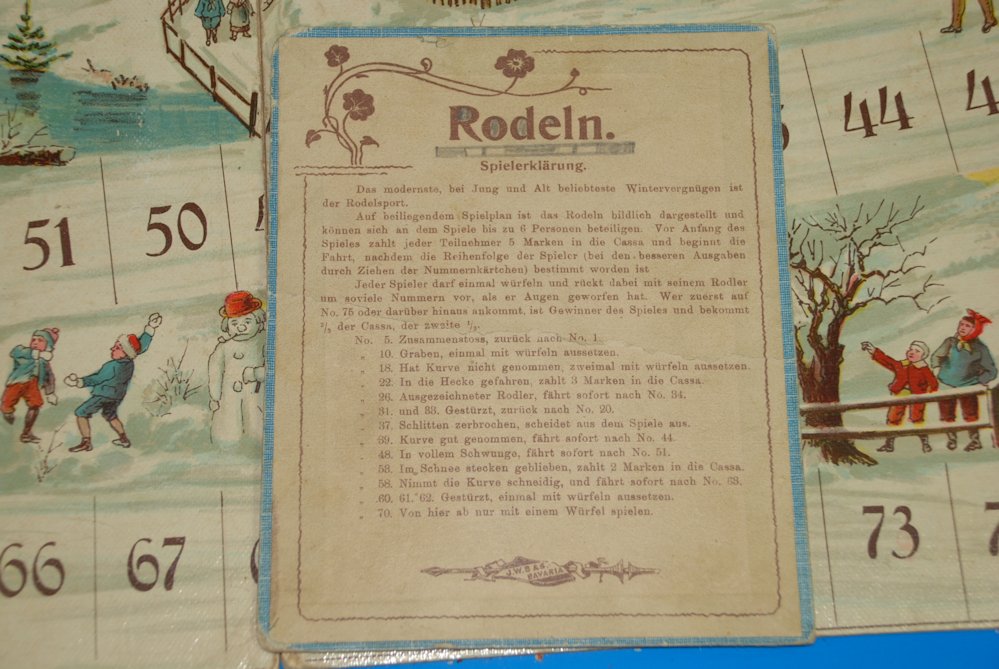 51
50
44
4
Rodeln.
Spielerklärung.
Das modernste, bei Jung und Alt beliebteste Wintervergnügen ist
der Rodelsport.
Auf beiliegendem Spielplan ist das Rodeln bildlich dargestellt und
können sich an dem Spiele bis zu 6 Personen beteiligen. Vor Anfang des
Spieles zahlt jeder Teilnehmer 5 Marken in die Cassa und beginnt die
Fahrt, nachdem die Reihenfolge der Spieler (bei den besseren Ausgaben
durch Ziehen der Nummernkärtchen) bestimmt worden ist
Jeder Spieler darf einmal würfeln und rückt dabei mit seinem Rodler
um soviele Nummern vor, als er Augen geworfen hat. Wer zuerst auf
No. 75 oder darüber hinaus ankommt, ist Gewinner des Spieles und bekommt
²/₃ der Cassa, der zweite ¹/₃.
No. 5. Zusammenstoss, zurück nach No. 1
„ 10. Graben, einmal mit würfeln aussetzen.
„ 18. Hat Kurve nicht genommen, zweimal mit würfeln aussetzen.
„ 22. In die Hecke gefahren, zahlt 3 Marken in die Cassa.
„ 26. Ausgezeichneter Rodler, fährt sofort nach No. 34.
„ 31. und 33. Gestürzt, zurück nach No. 20.
„ 37. Schlitten zerbrochen, scheidet aus dem Spiele aus.
„ 39. Kurve gut genommen, fährt sofort nach No. 44.
„ 48. In vollem Schwunge, fährt sofort nach No. 51.
„ 53. Im Schnee stecken geblieben, zahlt 2 Marken in die Cassa.
„ 58. Nimmt die Kurve schneidig, und fährt sofort nach No. 63.
„ 60. 61. 62. Gestürzt, einmal mit würfeln aussetzen.
„ 70. Von hier ab nur mit einem Würfel spielen.
J.W.S & S.
BAVARIA
66
67
73
7